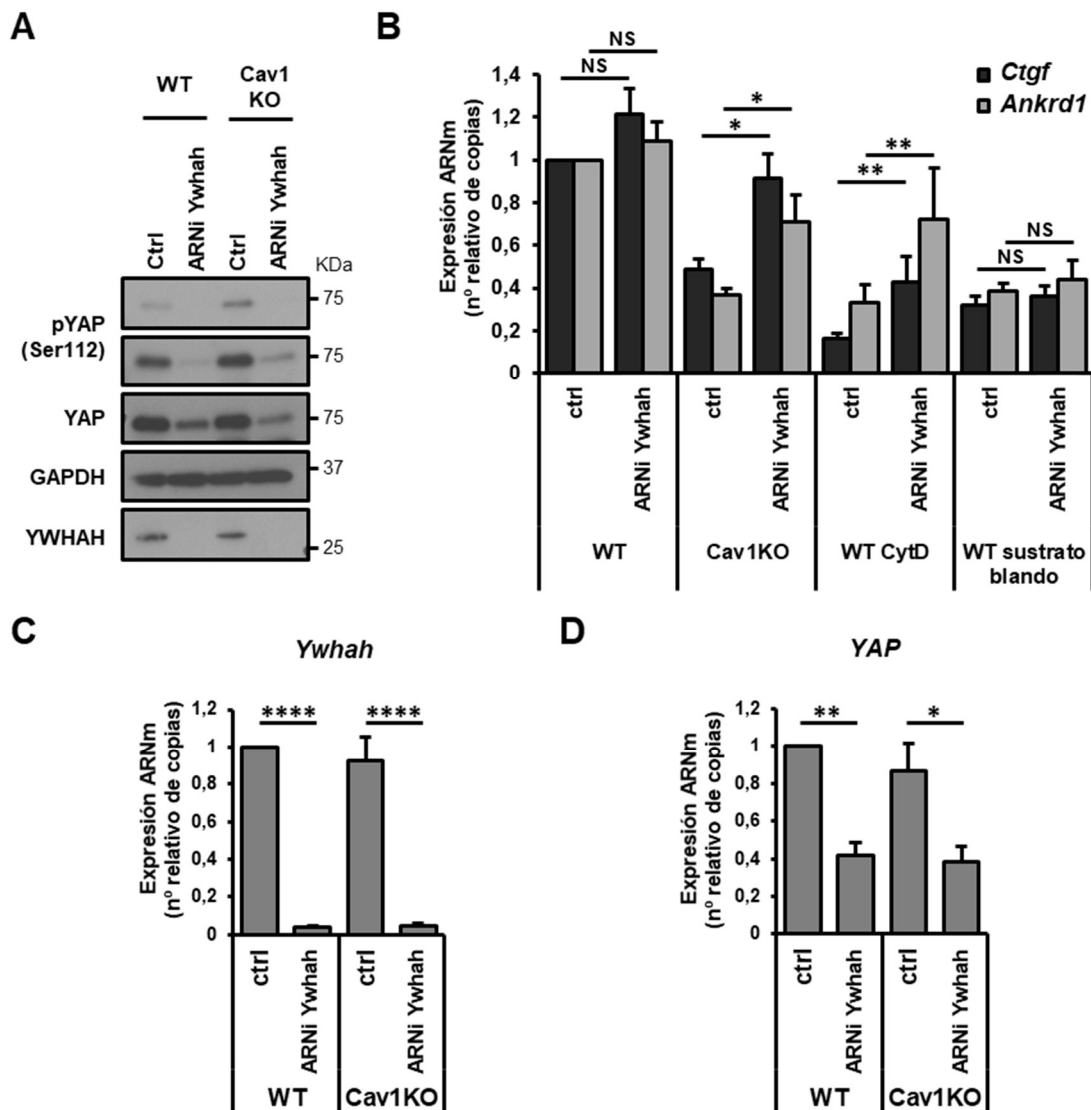 A
WT
Cav1
KO
Ctrl
ARNi Ywhah
Ctrl
ARNi Ywhah
KDa
pYAP
(Ser112)
75
75
YAP
75
GAPDH
37
YWHAH
25
B
Expresión ARNm
(nº relativo de copias)
1,4
1,2
1
0,8
0,6
0,4
0,2
0
NS
NS
*
*
**
**
NS
NS
Ctgf
Ankrd1
ctrl
ARNi Ywhah
ctrl
ARNi Ywhah
ctrl
ARNi Ywhah
ctrl
ARNi Ywhah
WT
Cav1KO
WT CytD
WT sustrato
blando
C
Ywhah
Expresión ARNm
(nº relativo de copias)
1,2
1
0,8
0,6
0,4
0,2
0
****
****
ctrl
ARNi Ywhah
ctrl
ARNi Ywhah
WT
Cav1KO
D
YAP
Expresión ARNm
(nº relativo de copias)
1,2
1
0,8
0,6
0,4
0,2
0
**
*
ctrl
ARNi Ywhah
ctrl
ARNi Ywhah
WT
Cav1KO